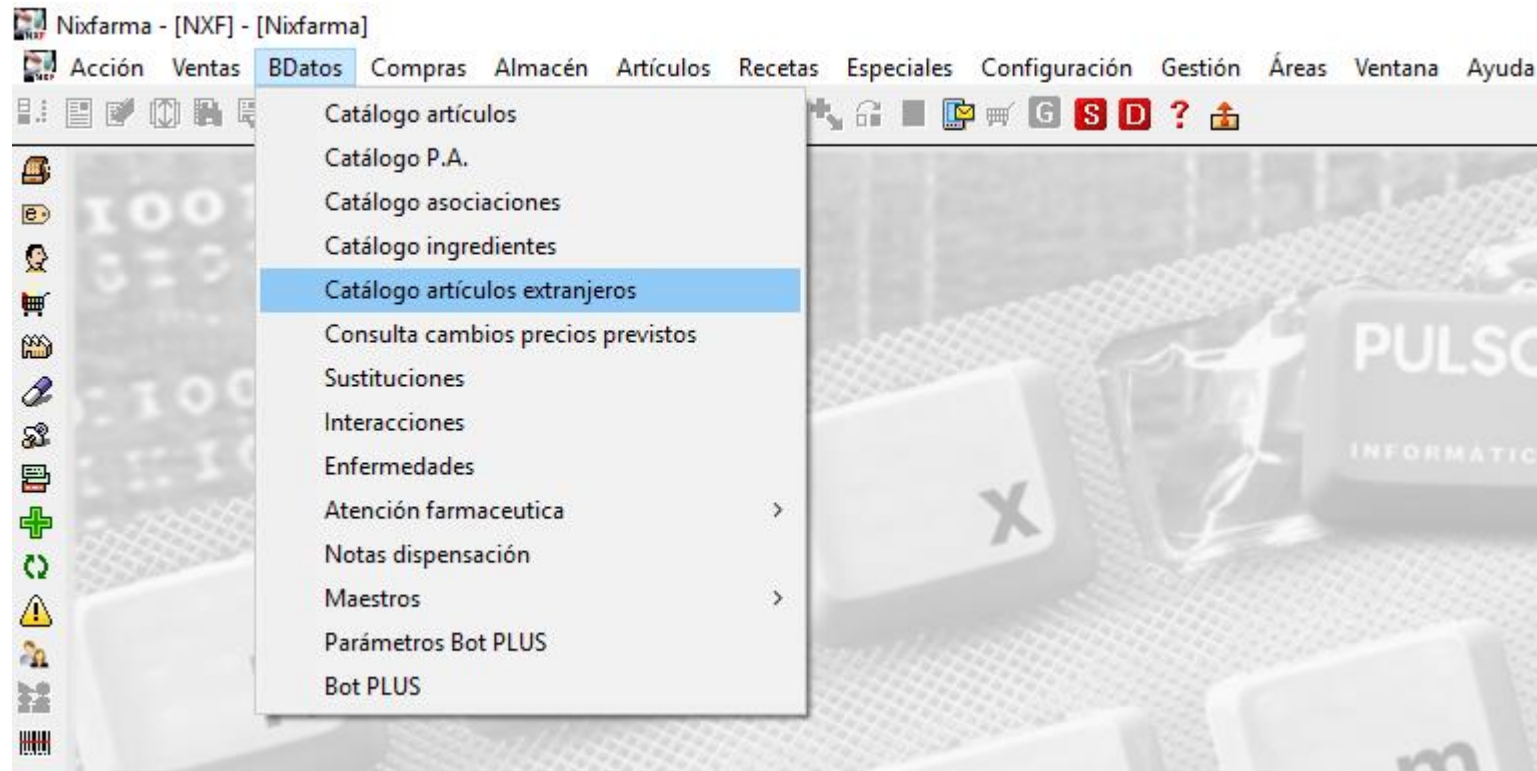 Nixfarma - [NXF] - [Nixfarma]
Acción Ventas BDatos Compras Almacén Artículos Recetas Especiales Configuración Gestión Áreas Ventana Ayuda
G S D ?
Catálogo artículos
Catálogo P.A.
Catálogo asociaciones
Catálogo ingredientes
Catálogo artículos extranjeros
Consulta cambios precios previstos
Sustituciones
Interacciones
Enfermedades
Atención farmaceutica
Notas dispensación
Maestros
Parámetros Bot PLUS
Bot PLUS
PULSO
INFORMÁTIC
x
m